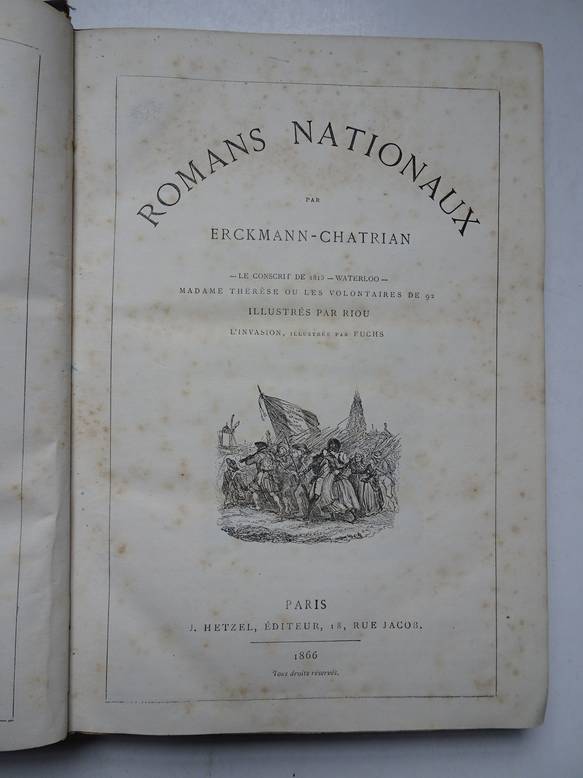 ROMANS NATIONAUX
PAR
ERCKMANN-CHATRIAN
— LE CONSCRIT DE 1813 — WATERLOO —
MADAME THÉRÈSE OU LES VOLONTAIRES DE 92
ILLUSTRÉS PAR RIOU
L'INVASION, ILLUSTRÉE PAR FUCHS
PARIS
J. HETZEL, ÉDITEUR, 18, RUE JACOB.
1866
Tous droits réservés.